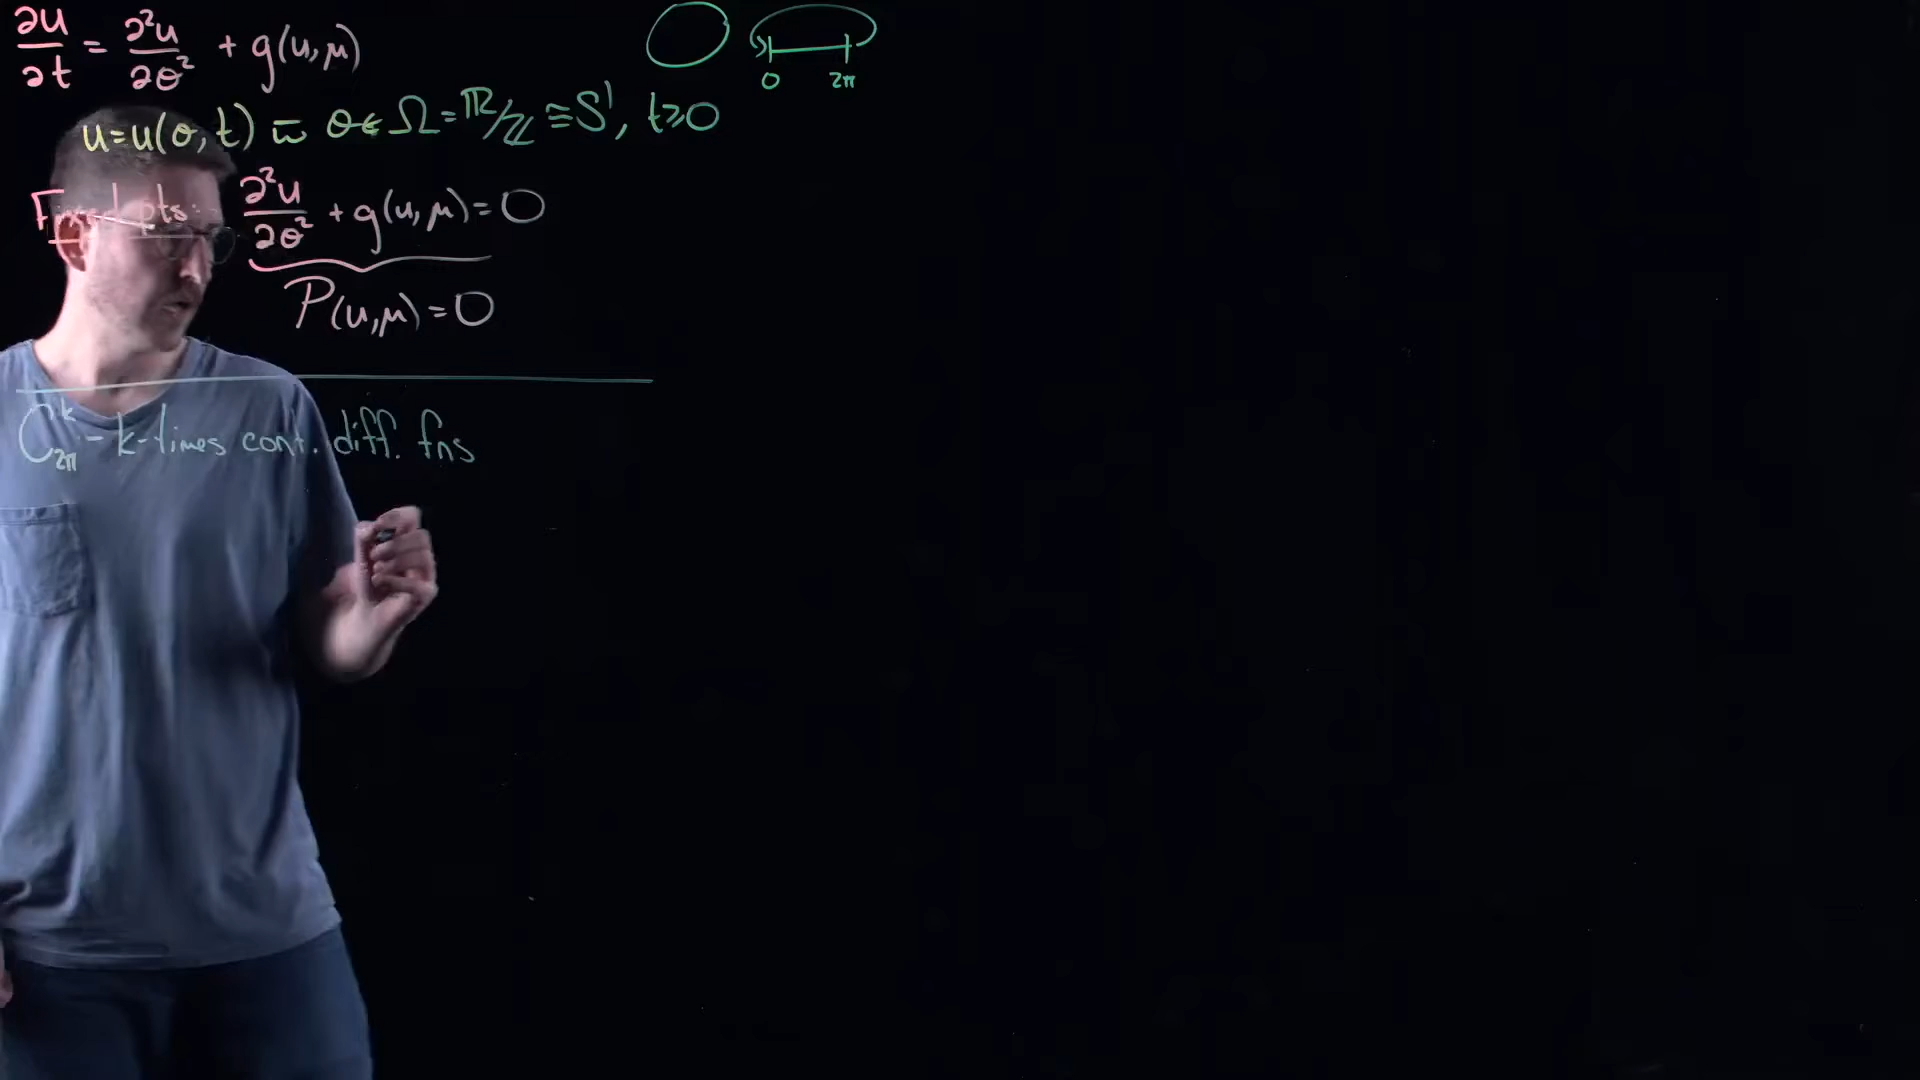 ∂u/∂t = ∂²u/∂θ² + g(u,μ)
0 2π
u=u(θ,t) w θ∈Ω=ℝ/ℤ≅S¹, t≥0
Fixed pts: ∂²u/∂θ² + g(u,μ)=0
P(u,μ)=0
C^k_2π - k-times cont. diff. fns